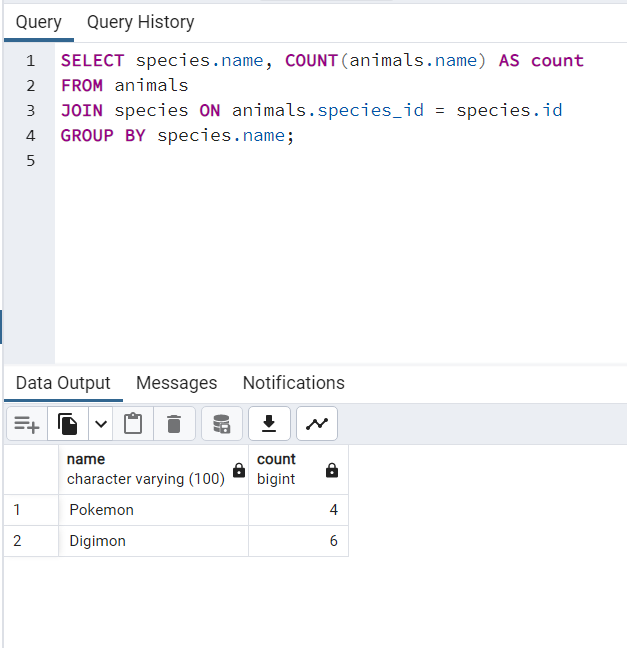 Query Query History
1 SELECT species.name, COUNT(animals.name) AS count
2 FROM animals
3 JOIN species ON animals.species_id = species.id
4 GROUP BY species.name;
5
Data Output Messages Notifications
name count
character varying (100) bigint
1 Pokemon 4
2 Digimon 6